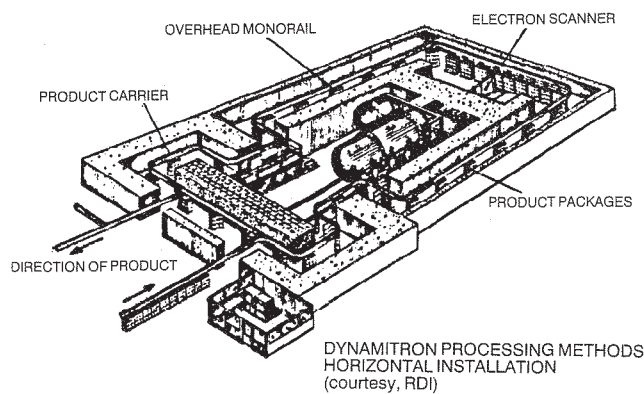 ELECTRON SCANNER
OVERHEAD MONORAIL
PRODUCT CARRIER
PRODUCT PACKAGES
DIRECTION OF PRODUCT
DYNAMITRON PROCESSING METHODS
HORIZONTAL INSTALLATION
(courtesy, RDI)